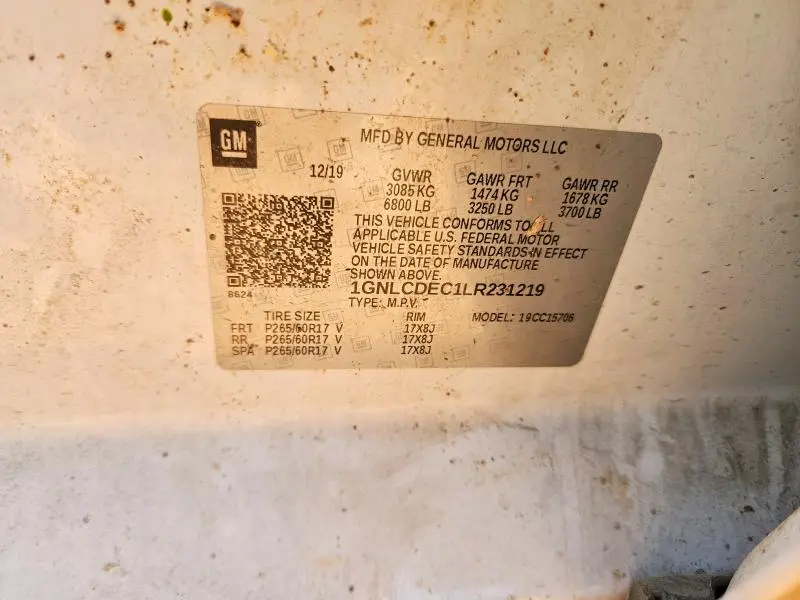 GM
MFD BY GENERAL MOTORS LLC
12/19 GVWR GAWR FRT GAWR RR
3085 KG 1474 KG 1678 KG
6800 LB 3250 LB 3700 LB
THIS VEHICLE CONFORMS TO ALL
APPLICABLE U.S. FEDERAL MOTOR
VEHICLE SAFETY STANDARDS IN EFFECT
ON THE DATE OF MANUFACTURE
SHOWN ABOVE.
8624
1GNLCDEC1LR231219
TYPE: M.P.V.
TIRE SIZE RIM MODEL: 19CC15706
FRT P265/60R17 V 17X8J
RR P265/60R17 V 17X8J
SPA P265/60R17 V 17X8J